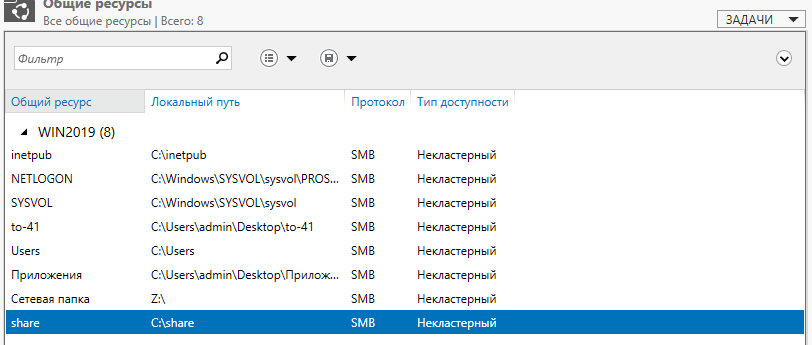 Общие ресурсы
Все общие ресурсы | Всего: 8
ЗАДАЧИ
Фильтр
Общий ресурс Локальный путь Протокол Тип доступности
WIN2019 (8)
inetpub C:\inetpub SMB Некластерный
NETLOGON C:\Windows\SYSVOL\sysvol\PROS... SMB Некластерный
SYSVOL C:\Windows\SYSVOL\sysvol SMB Некластерный
to-41 C:\Users\admin\Desktop\to-41 SMB Некластерный
Users C:\Users SMB Некластерный
Приложения C:\Users\admin\Desktop\Прилож... SMB Некластерный
Сетевая папка Z:\ SMB Некластерный
share C:\share SMB Некластерный